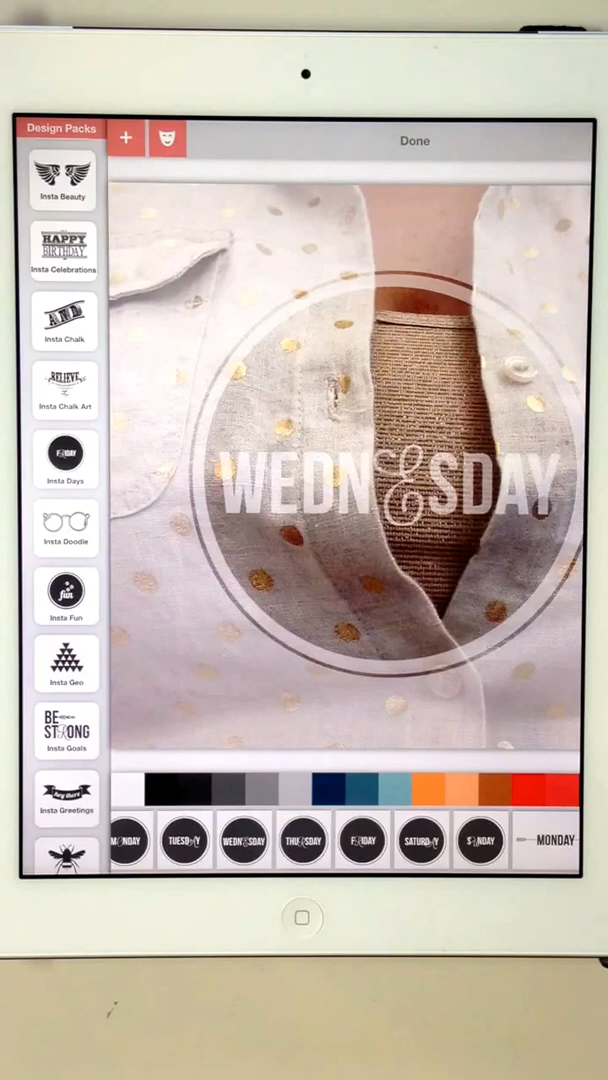 Design Packs
+
Done
Insta Beauty
HAPPY
BIRTHDAY
Insta Celebrations
AND
Insta Chalk
BELIEVE
Insta Chalk Art
FRIDAY
Insta Days
Insta Doodle
fun
Insta Fun
Insta Geo
BE
STRONG
Insta Goals
hey there
Insta Greetings
WEDNESDAY
MONDAY
TUESDAY
WEDNESDAY
THURSDAY
FRIDAY
SATURDAY
SUNDAY
MONDAY